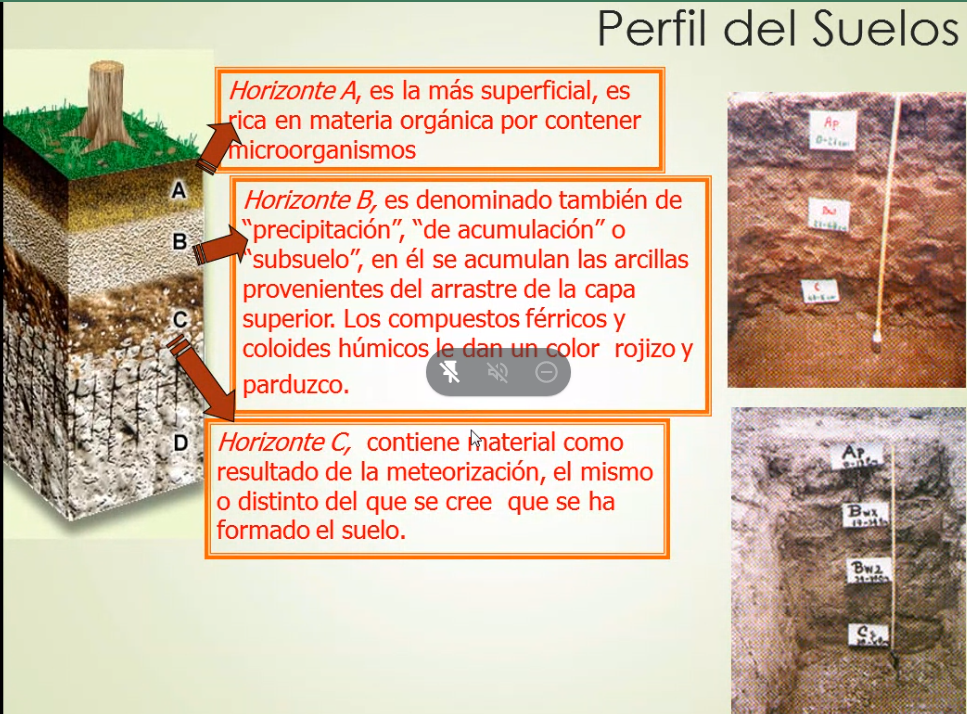 Perfil del Suelos
Horizonte A, es la más superficial, es
rica en materia orgánica por contener
microorganismos
Horizonte B, es denominado también de
“precipitación”, “de acumulación” o
“subsuelo”, en él se acumulan las arcillas
provenientes del arrastre de la capa
superior. Los compuestos férricos y
coloides húmicos le dan un color rojizo y
parduzco.
Horizonte C, contiene material como
resultado de la meteorización, el mismo
o distinto del que se cree que se ha
formado el suelo.
A
B
C
D
Ap
Bw1
C
Ap
Bw2